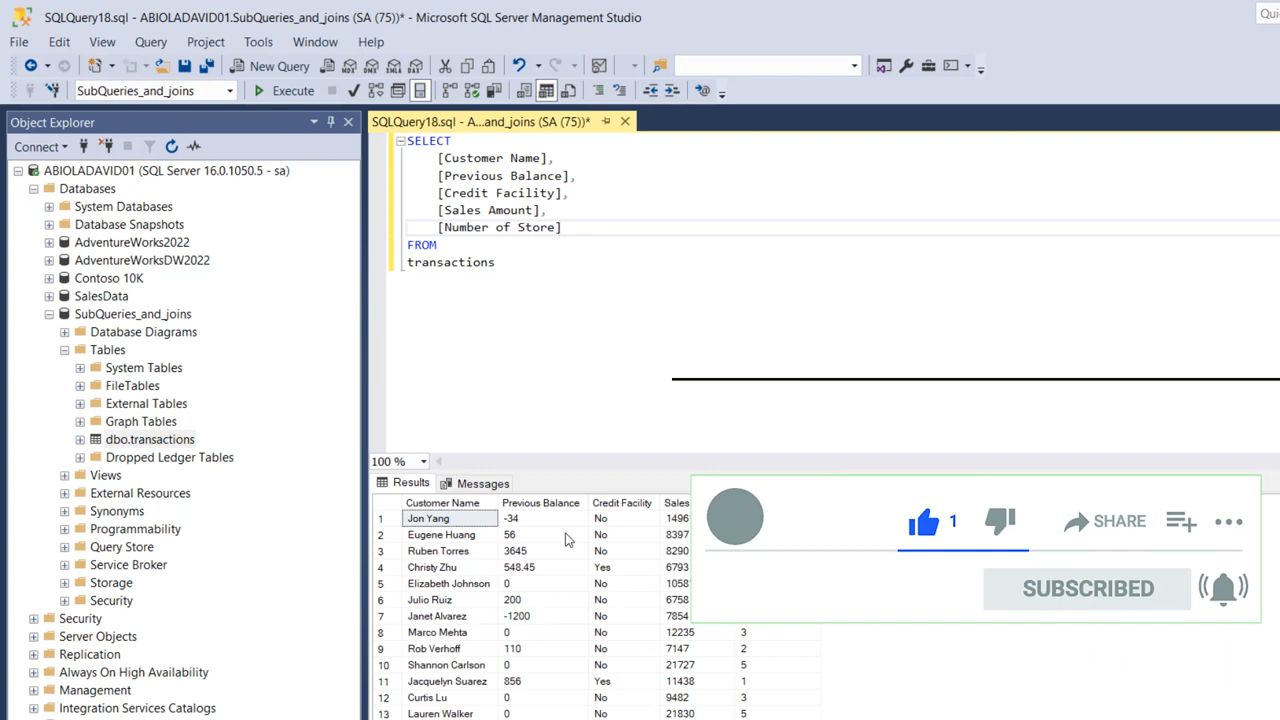 SQLQuery18.sql - ABIOLADAVID01.SubQueries_and_joins (SA (75))* - Microsoft SQL Server Management Studio
Qui
File Edit View Query Project Tools Window Help
New Query
MDX DMX XMLA DAX
SubQueries_and_joins Execute
Object Explorer
SQLQuery18.sql - A...and_joins (SA (75))*
Connect
ABIOLADAVID01 (SQL Server 16.0.1050.5 - sa)
Databases
System Databases
Database Snapshots
AdventureWorks2022
AdventureWorksDW2022
Contoso 10K
SalesData
SubQueries_and_joins
Database Diagrams
Tables
System Tables
FileTables
External Tables
Graph Tables
dbo.transactions
Dropped Ledger Tables
Views
External Resources
Synonyms
Programmability
Query Store
Service Broker
Storage
Security
Security
Server Objects
Replication
Always On High Availability
Management
Integration Services Catalogs
SELECT
[Customer Name],
[Previous Balance],
[Credit Facility],
[Sales Amount],
[Number of Store]
FROM
transactions
100 %
Results Messages
Customer Name Previous Balance Credit Facility Sales
1 Jon Yang -34 No 1496
2 Eugene Huang 56 No 8397
3 Ruben Torres 3645 No 8290
4 Christy Zhu 548.45 Yes 6793
5 Elizabeth Johnson 0 No 1058
6 Julio Ruiz 200 No 6758
7 Janet Alvarez -1200 No 7854
8 Marco Mehta 0 No 12235 3
9 Rob Verhoff 110 No 7147 2
10 Shannon Carlson 0 No 21727 5
11 Jacquelyn Suarez 856 Yes 11438 1
12 Curtis Lu 0 No 9482 3
13 Lauren Walker 0 No 21830 5
1 SHARE
SUBSCRIBED